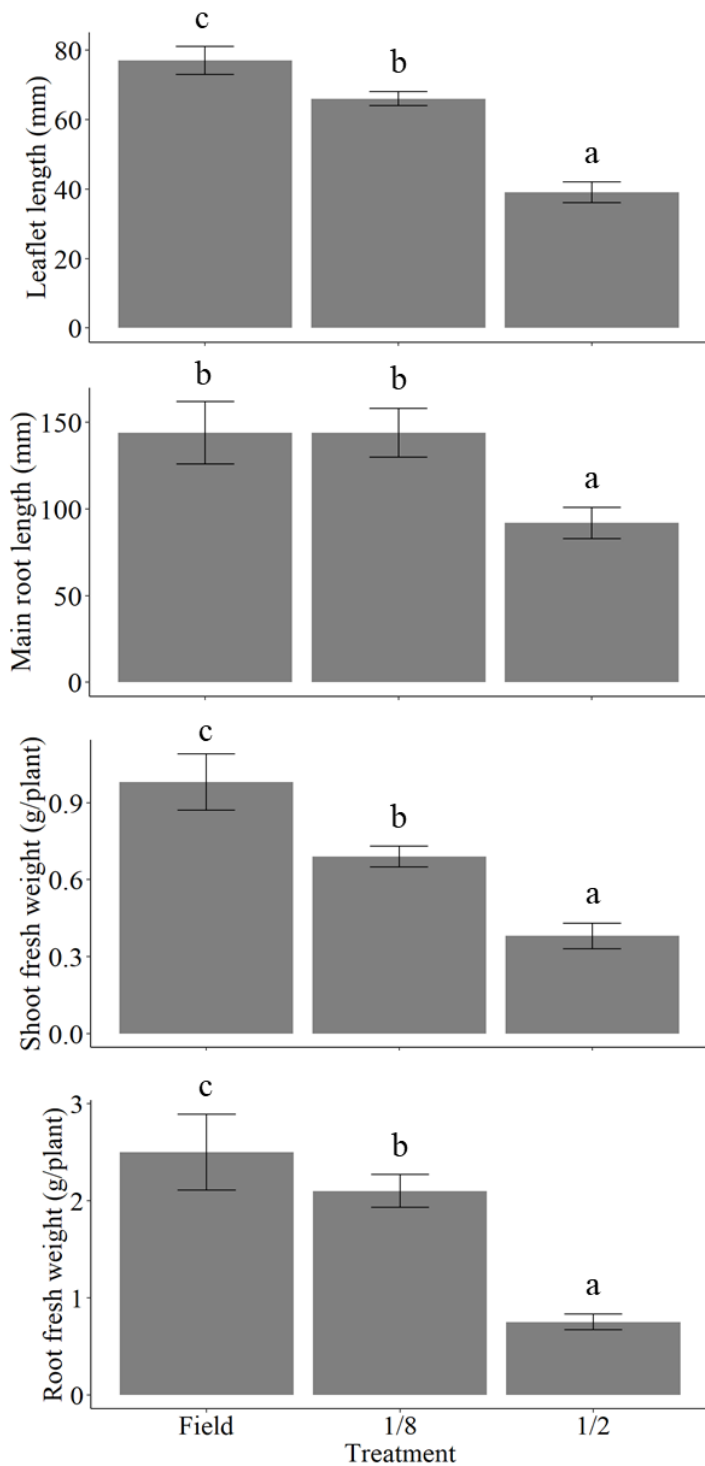 c
b
a
80
60
40
20
0
Leaflet length (mm)
b
b
a
150
100
50
0
Main root length (mm)
c
b
a
0.9
0.6
0.3
0.0
Shoot fresh weight (g/plant)
c
b
a
3
2
1
0
Root fresh weight (g/plant)
Field 1/8 1/2
Treatment